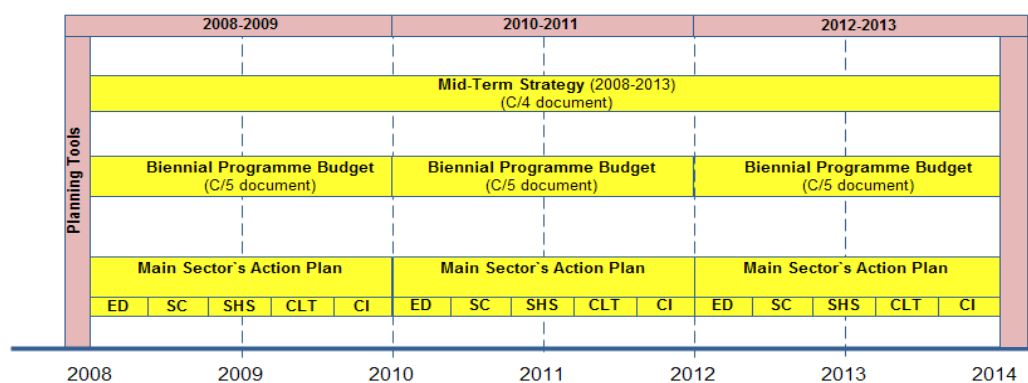 2008-2009 2010-2011 2012-2013
Planning Tools
Mid-Term Strategy (2008-2013)
(C/4 document)
Biennial Programme Budget Biennial Programme Budget Biennial Programme Budget
(C/5 document) (C/5 document) (C/5 document)
Main Sector`s Action Plan Main Sector`s Action Plan Main Sector`s Action Plan
ED SC SHS CLT CI ED SC SHS CLT CI ED SC SHS CLT CI
2008 2009 2010 2011 2012 2013 2014